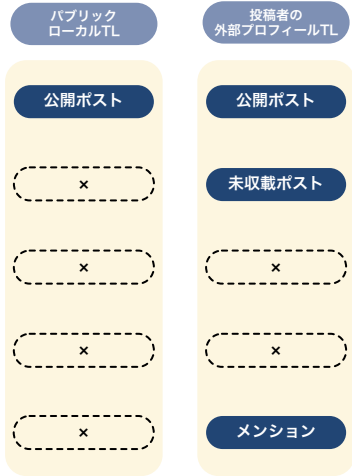 パブリック
ローカルTL
投稿者の
外部プロフィールTL
公開ポスト
公開ポスト
×
未収載ポスト
×
×
×
×
×
メンション